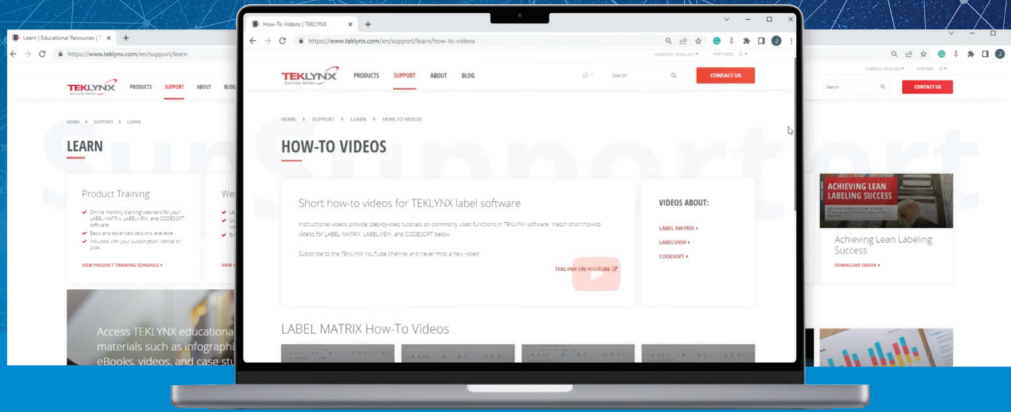 How-To Videos | TEKLYNX
https://www.teklynx.com/en/support/learn/how-to-videos
AMERICAS (ENGLISH)
PARTNERS
TEKLYNX
PRODUCTS
SUPPORT
ABOUT
BLOG
Search
CONTACT US
HOME > SUPPORT > LEARN > HOW-TO VIDEOS
Support
HOW-TO VIDEOS
Short how-to videos for TEKLYNX label software
Instructional videos provide step-by-step tutorials on commonly used functions in TEKLYNX software. Watch short how-to
videos for LABEL MATRIX, LABELVIEW, and CODESOFT below.
Subscribe to the TEKLYNX YouTube channel and never miss a new video!
TEKLYNX ON YOUTUBE
VIDEOS ABOUT:
LABEL MATRIX >
LABELVIEW >
CODESOFT >
LABEL MATRIX How-To Videos
Learn | Educational Resources |
https://www.teklynx.com/en/support/learn
TEKLYNX
PRODUCTS
SUPPORT
ABOUT
BLOG
HOME > SUPPORT > LEARN
LEARN
Product Training
Online monthly training webinars for your
LABEL MATRIX, LABELVIEW, and CODESOFT
software
Basic and advanced sessions available
Included with your subscription license or
SMA
VIEW PRODUCT TRAINING SCHEDULE >
Access TEKLYNX educational
materials such as infographi
eBooks, videos, and case stu
Search
CONTACT US
ACHIEVING LEAN
LABELING SUCCESS
Achieving Lean Labeling
Success
DOWNLOAD EBOOK >